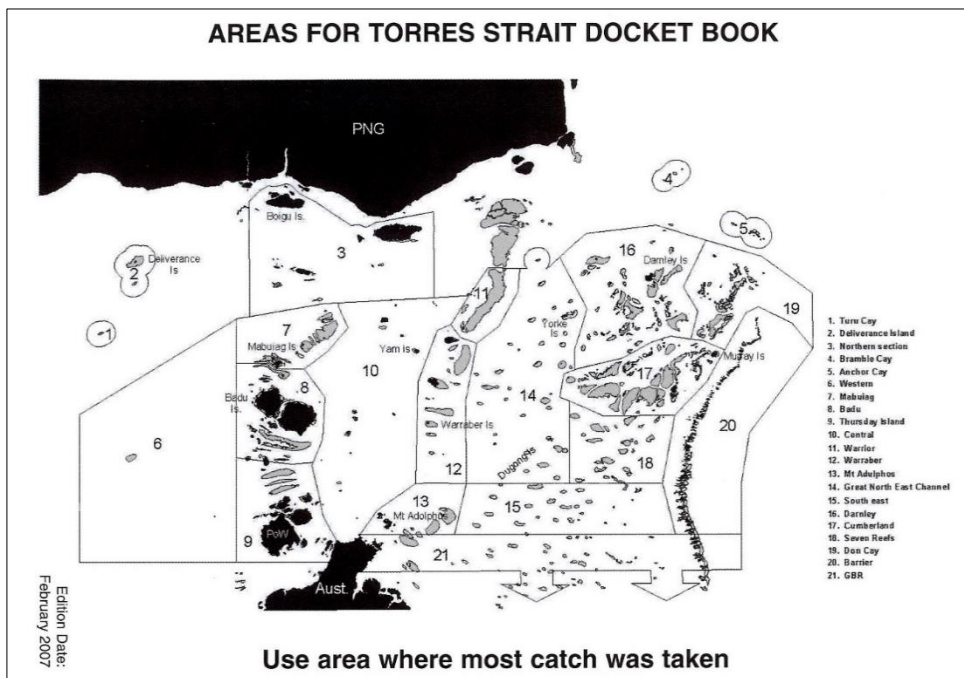 AREAS FOR TORRES STRAIT DOCKET BOOK
PNG
4
Boigu Is.
5
3
16
Darnley Is
2
Deliverance
Is
11
19
1
7
Yorke
Is
Mabuiag Is
Yam Is
Murray Is
10
17
8
14
Badu
Is.
20
Warraber Is
6
Dugong Is
12
18
13
15
Mt Adolphos
PoW
9
21
Aust.
1. Turu Cay
2. Deliverance Island
3. Northern section
4. Bramble Cay
5. Anchor Cay
6. Western
7. Mabuiag
8. Badu
9. Thursday Island
10. Central
11. Warrior
12. Warraber
13. Mt Adulphos
14. Great North East Channel
15. South east
16. Darnley
17. Cumberland
18. Seven Reefs
19. Don Cay
20. Barrier
21. GBR
Edition Date:
February 2007
Use area where most catch was taken